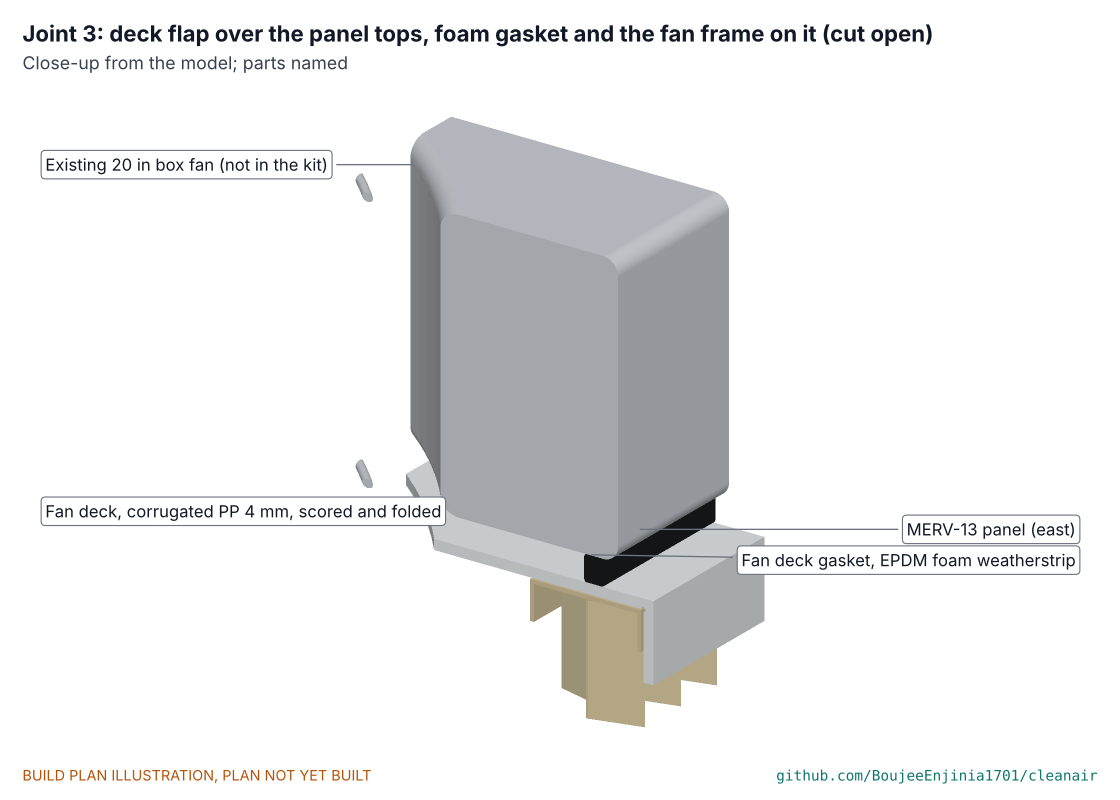 Joint 3: deck flap over the panel tops, foam gasket and the fan frame on it (cut open)
Close-up from the model; parts named
Existing 20 in box fan (not in the kit)
Fan deck, corrugated PP 4 mm, scored and folded
MERV-13 panel (east)
Fan deck gasket, EPDM foam weatherstrip
BUILD PLAN ILLUSTRATION, PLAN NOT YET BUILT
github.com/BoujeeEnjinia1701/cleanair